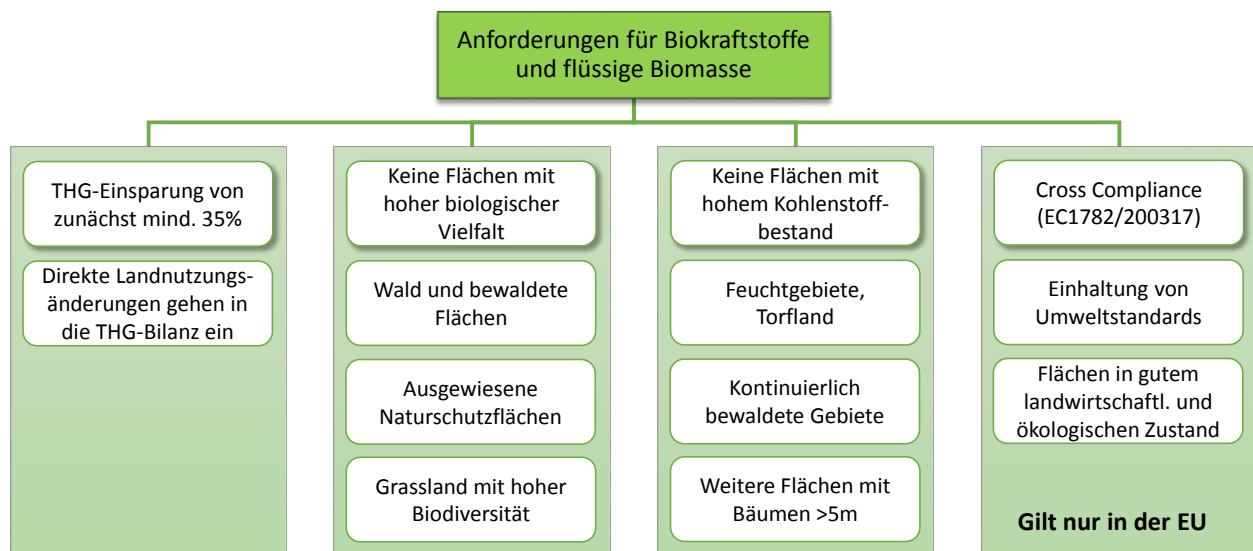 Anforderungen für Biokraftstoffe
und flüssige Biomasse
THG-Einsparung von
zunächst mind. 35%
Direkte Landnutzungs-
änderungen gehen in
die THG-Bilanz ein
Keine Flächen mit
hoher biologischer
Vielfalt
Wald und bewaldete
Flächen
Ausgewiesene
Naturschutzflächen
Grassland mit hoher
Biodiversität
Keine Flächen mit
hohem Kohlenstoff-
bestand
Feuchtgebiete,
Torfland
Kontinuierlich
bewaldete Gebiete
Weitere Flächen mit
Bäumen >5m
Cross Compliance
(EC1782/200317)
Einhaltung von
Umweltstandards
Flächen in gutem
landwirtschaftl. und
ökologischen Zustand
Gilt nur in der EU